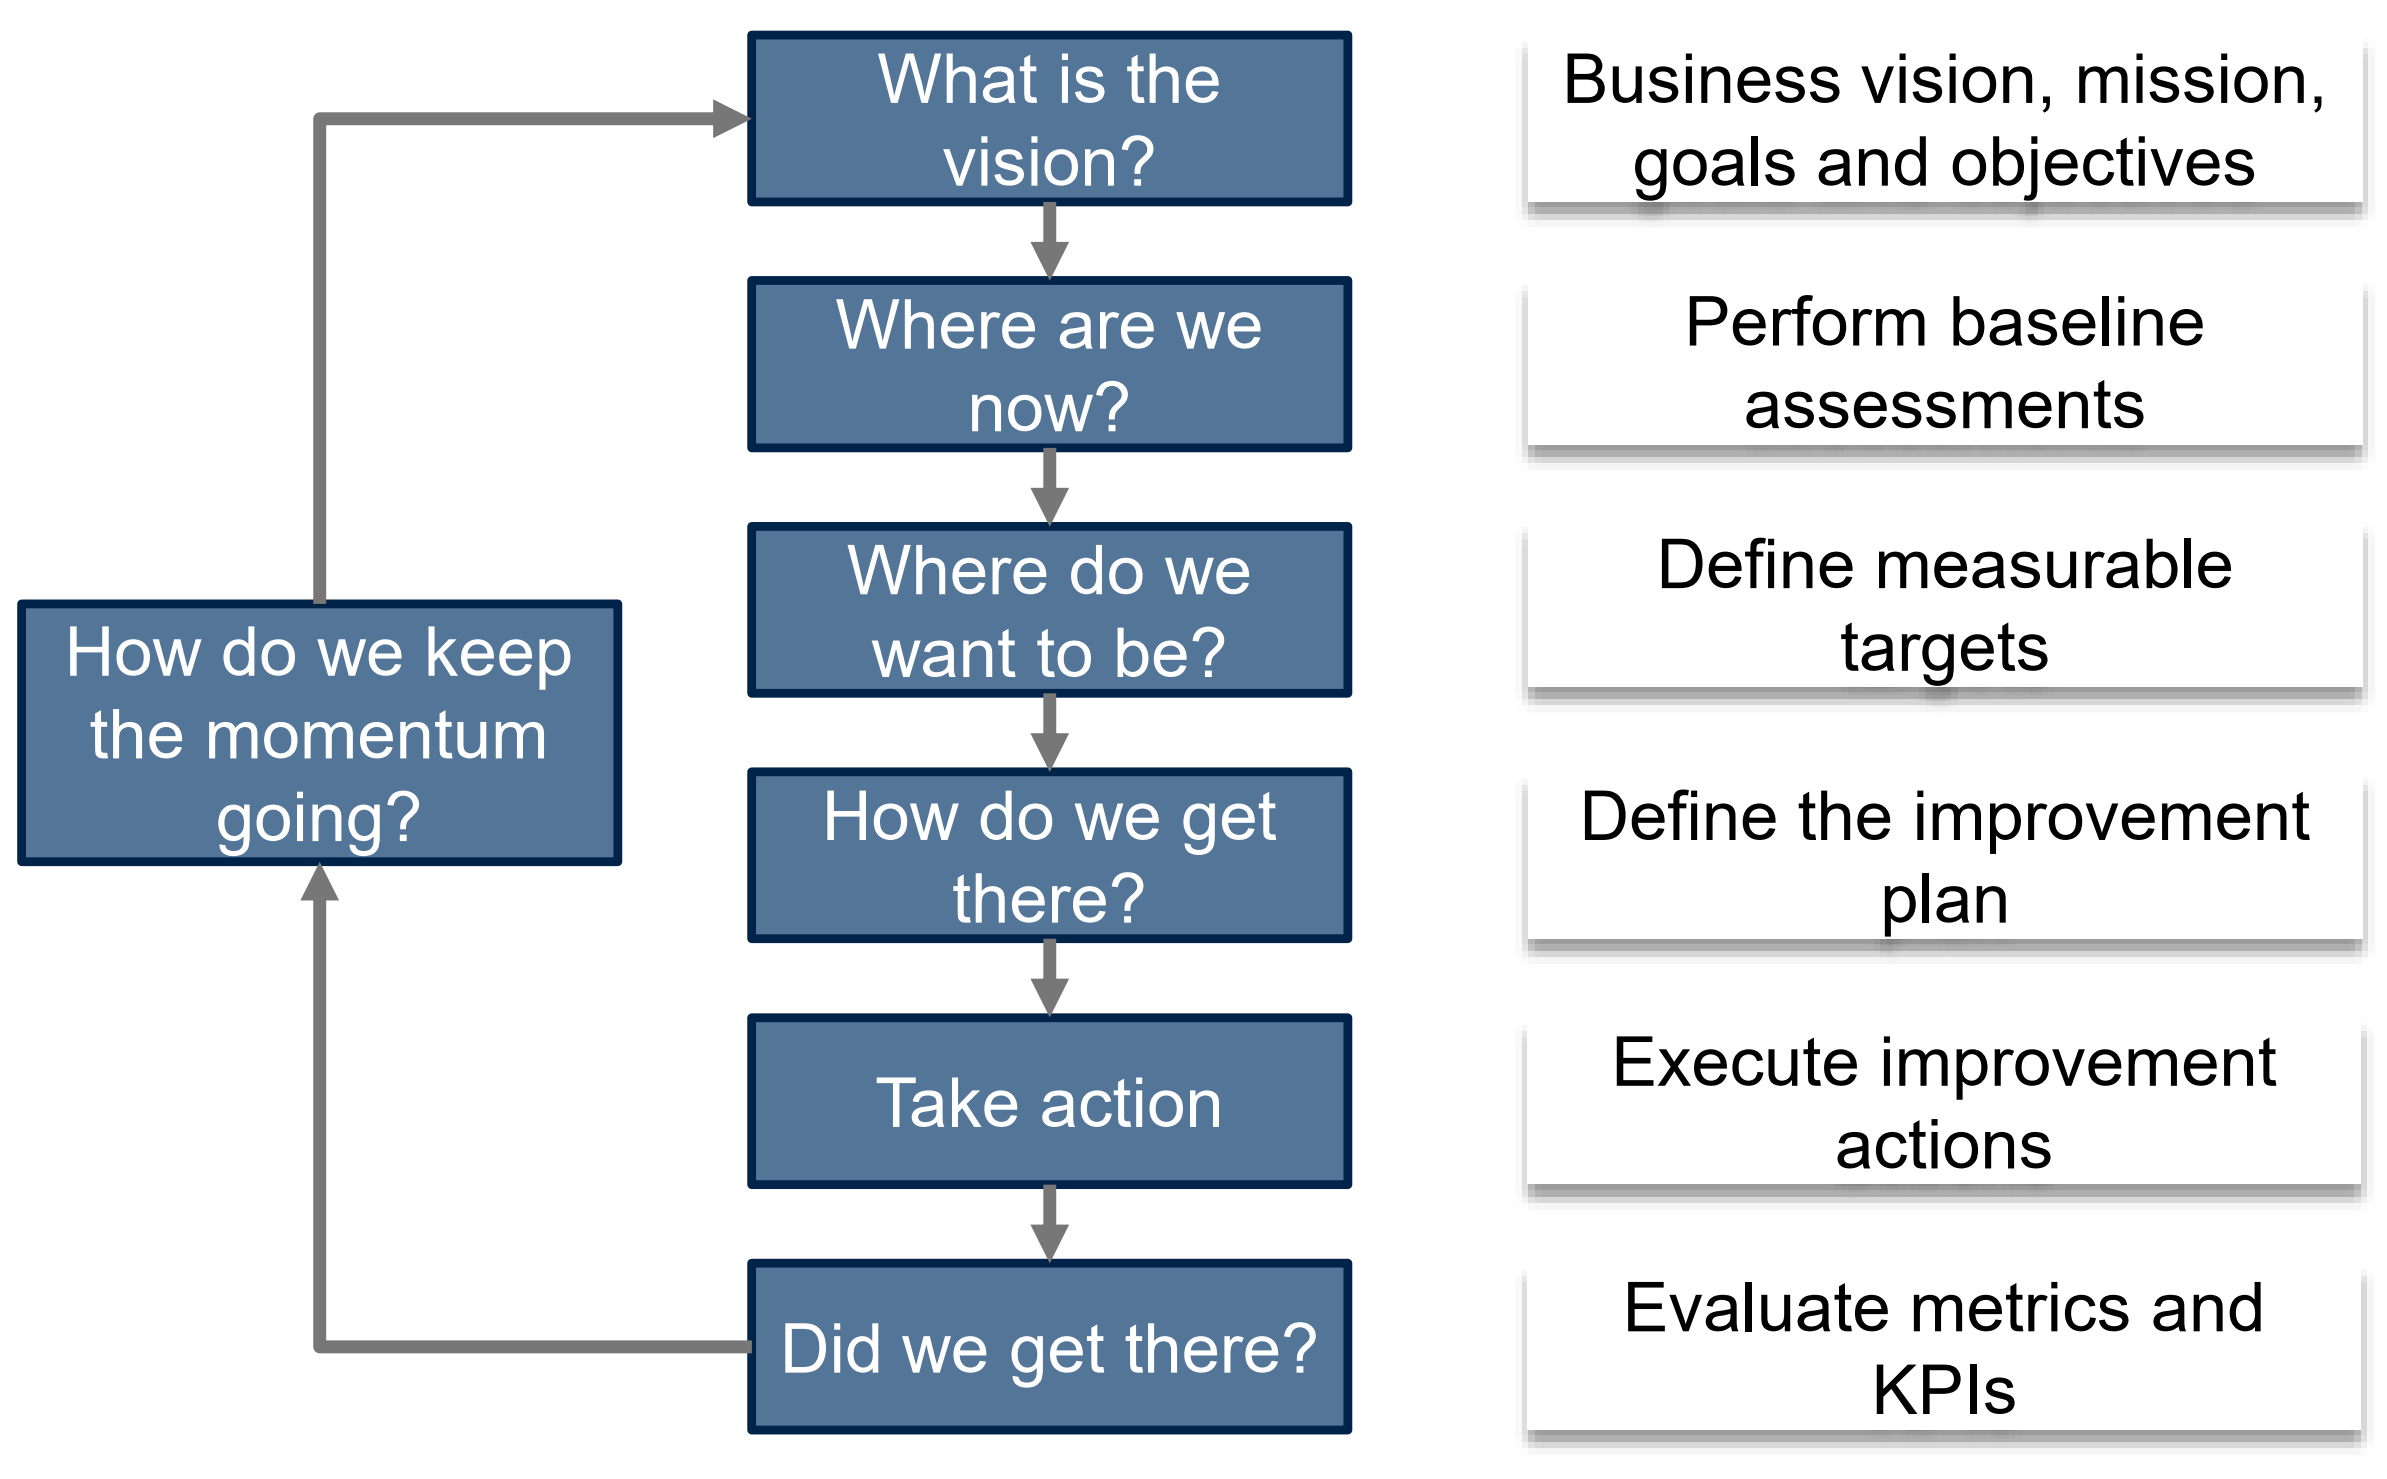 What is the
vision?
Business vision, mission,
goals and objectives
Where are we
now?
Perform baseline
assessments
Where do we
want to be?
Define measurable
targets
How do we keep
the momentum
going?
How do we get
there?
Define the improvement
plan
Take action
Execute improvement
actions
Did we get there?
Evaluate metrics and
KPIs